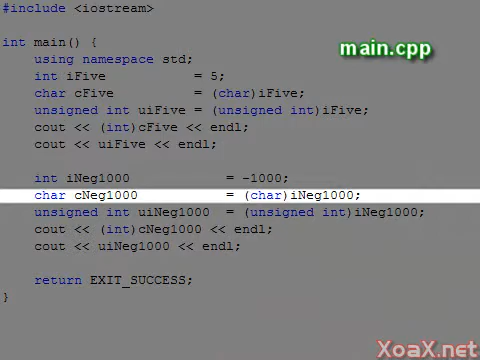 #include <iostream>
main.cpp
int main() {
using namespace std;
int iFive = 5;
char cFive = (char)iFive;
unsigned int uiFive = (unsigned int)iFive;
cout << (int)cFive << endl;
cout << uiFive << endl;
int iNeg1000 = -1000;
char cNeg1000 = (char)iNeg1000;
unsigned int uiNeg1000 = (unsigned int)iNeg1000;
cout << (int)cNeg1000 << endl;
cout << uiNeg1000 << endl;
return EXIT_SUCCESS;
}
XoaX.net